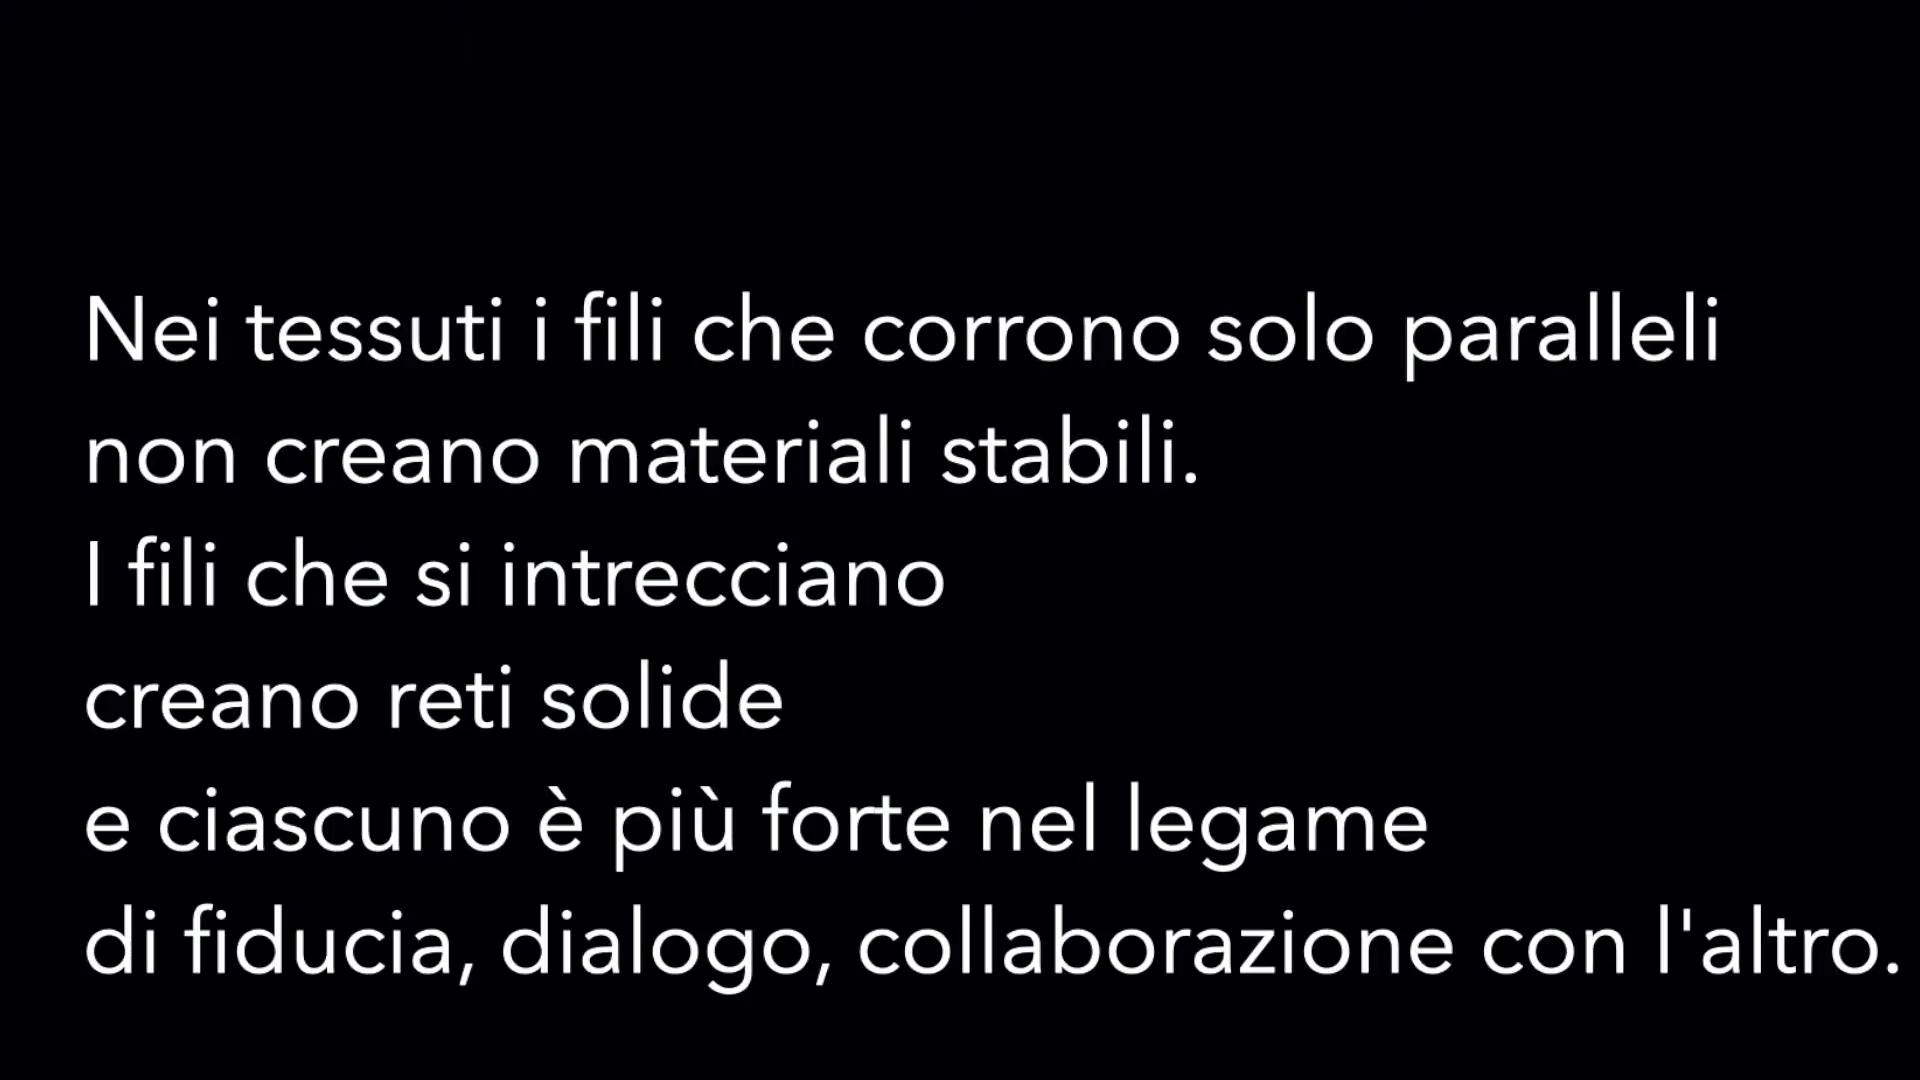 Nei tessuti i fili che corrono solo paralleli
non creano materiali stabili.
I fili che si intrecciano
creano reti solide
e ciascuno è più forte nel legame
di fiducia, dialogo, collaborazione con l'altro.